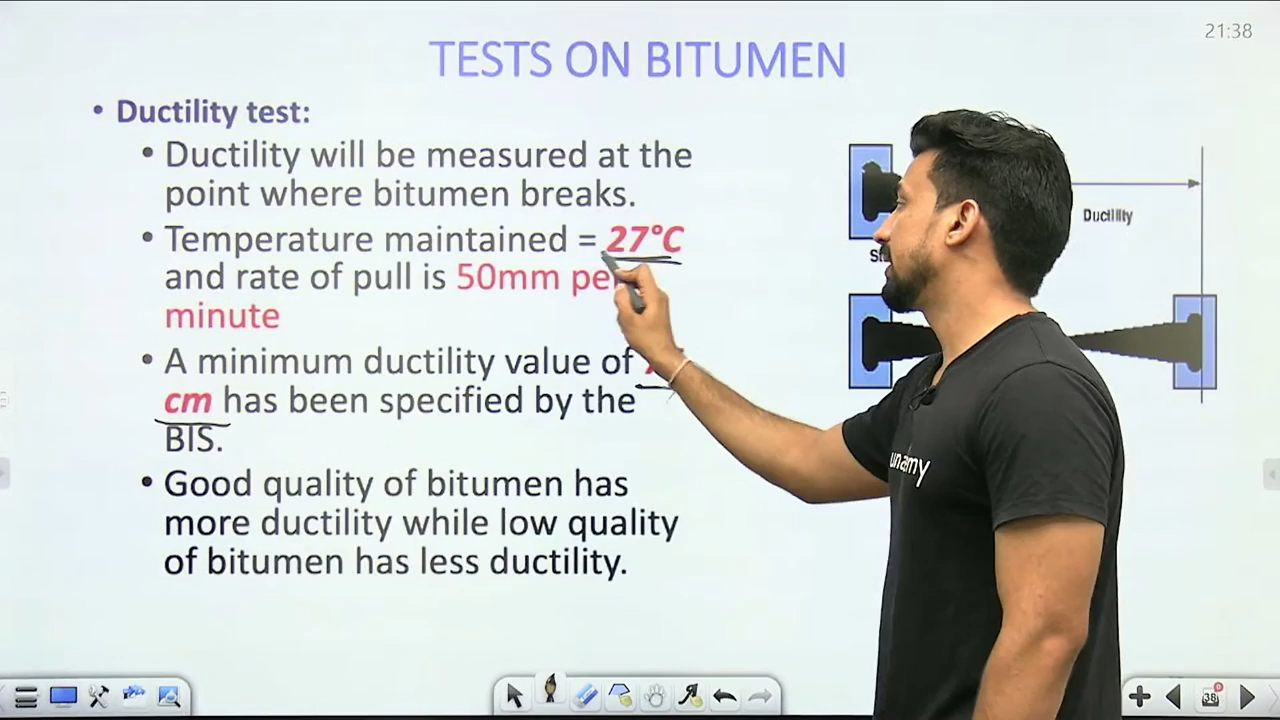 21:38
TESTS ON BITUMEN
• Ductility test:
• Ductility will be measured at the
point where bitumen breaks.
• Temperature maintained = 27°C
and rate of pull is 50mm per
minute
• A minimum ductility value of
cm has been specified by the
BIS.
• Good quality of bitumen has
more ductility while low quality
of bitumen has less ductility.
Ductility
38